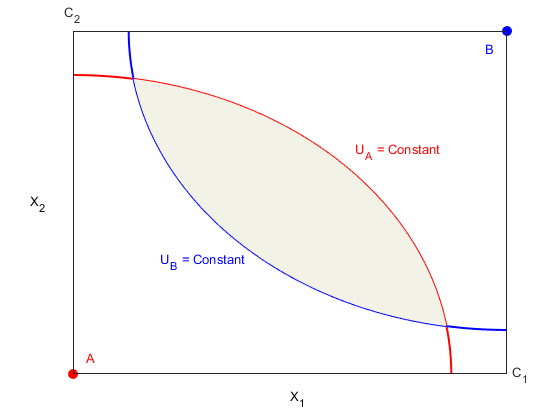 C2
B
UA = Constant
X2
UB = Constant
A
C1
X1